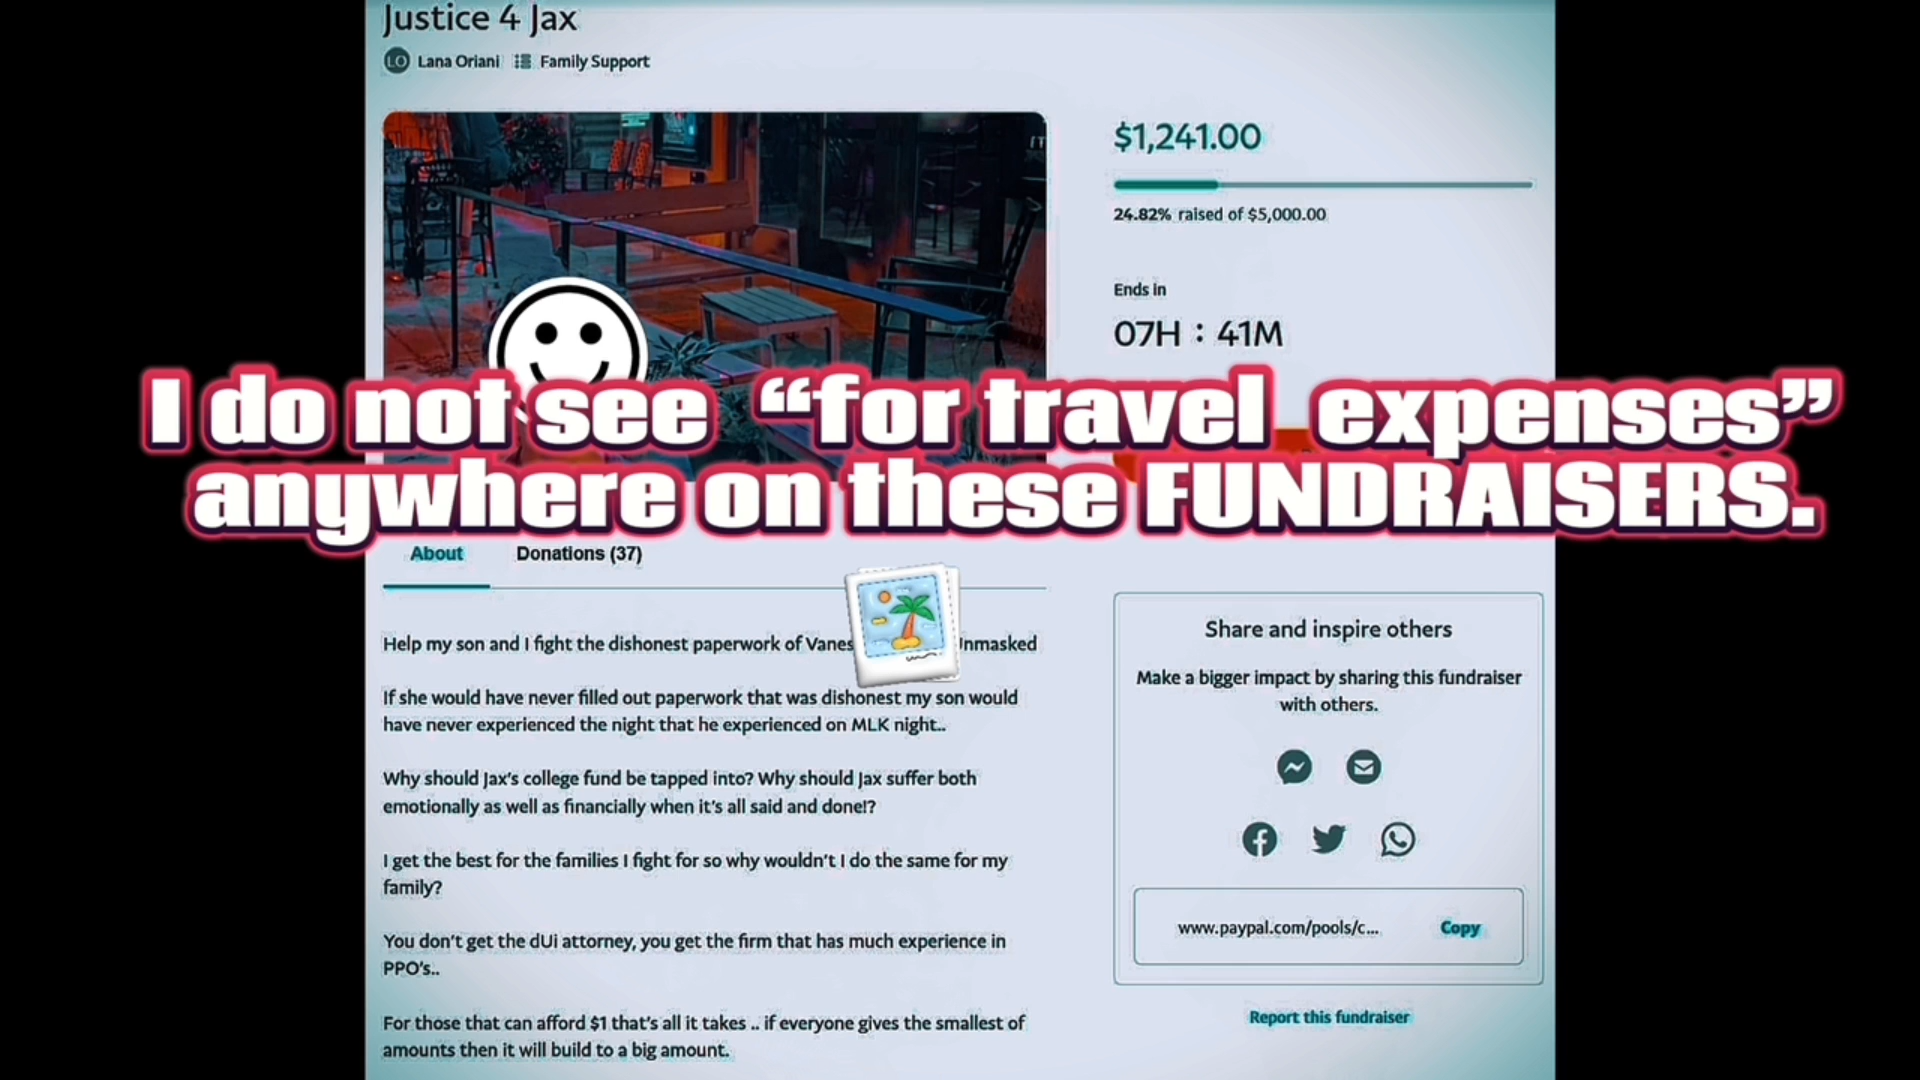 Justice 4 Jax
LO Lana Oriani Family Support
$1,241.00
24.82% raised of $5,000.00
Ends in
07H : 41M
I do not see “for travel expenses”
anywhere on these FUNDRAISERS.
About Donations (37)
Help my son and I fight the dishonest paperwork of
If she would have never filled out paperwork that was dishonest my son would
have never experienced the night that he experienced on MLK night..
Why should Jax's college fund be tapped into? Why should Jax suffer both
emotionally as well as financially when it's all said and done!?
I get the best for the families I fight for so why wouldn't I do the same for my
family?
You don't get the dUi attorney, you get the firm that has much experience in
PPO's..
For those that can afford $1 that's all it takes .. if everyone gives the smallest of
amounts then it will build to a big amount.
Share and inspire others
Make a bigger impact by sharing this fundraiser
with others.
www.paypal.com/pools/c... Copy
Report this fundraiser